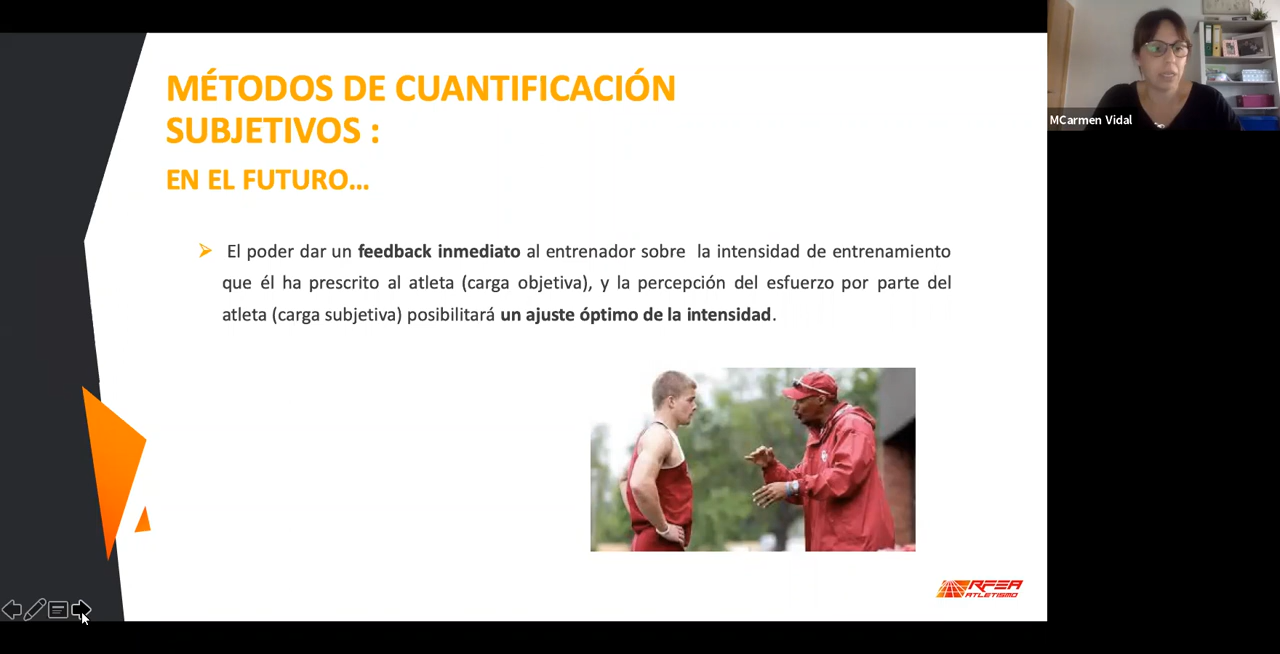 MÉTODOS DE CUANTIFICACIÓN
SUBJETIVOS :
EN EL FUTURO...
El poder dar un feedback inmediato al entrenador sobre la intensidad de entrenamiento
que él ha prescrito al atleta (carga objetiva), y la percepción del esfuerzo por parte del
atleta (carga subjetiva) posibilitará un ajuste óptimo de la intensidad.
RFEA
ATLETISMO
MCarmen Vidal